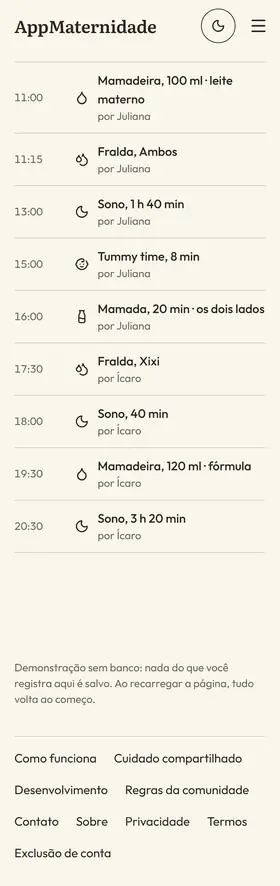 AppMaternidade
11:00
Mamadeira, 100 ml · leite
materno
por Juliana
11:15
Fralda, Ambos
por Juliana
13:00
Sono, 1 h 40 min
por Juliana
15:00
Tummy time, 8 min
por Juliana
16:00
Mamada, 20 min · os dois lados
por Juliana
17:30
Fralda, Xixi
por Ícaro
18:00
Sono, 40 min
por Ícaro
19:30
Mamadeira, 120 ml · fórmula
por Ícaro
20:30
Sono, 3 h 20 min
por Ícaro
Demonstração sem banco: nada do que você
registra aqui é salvo. Ao recarregar a página, tudo
volta ao começo.
Como funciona Cuidado compartilhado
Desenvolvimento Regras da comunidade
Contato Sobre Privacidade Termos
Exclusão de conta